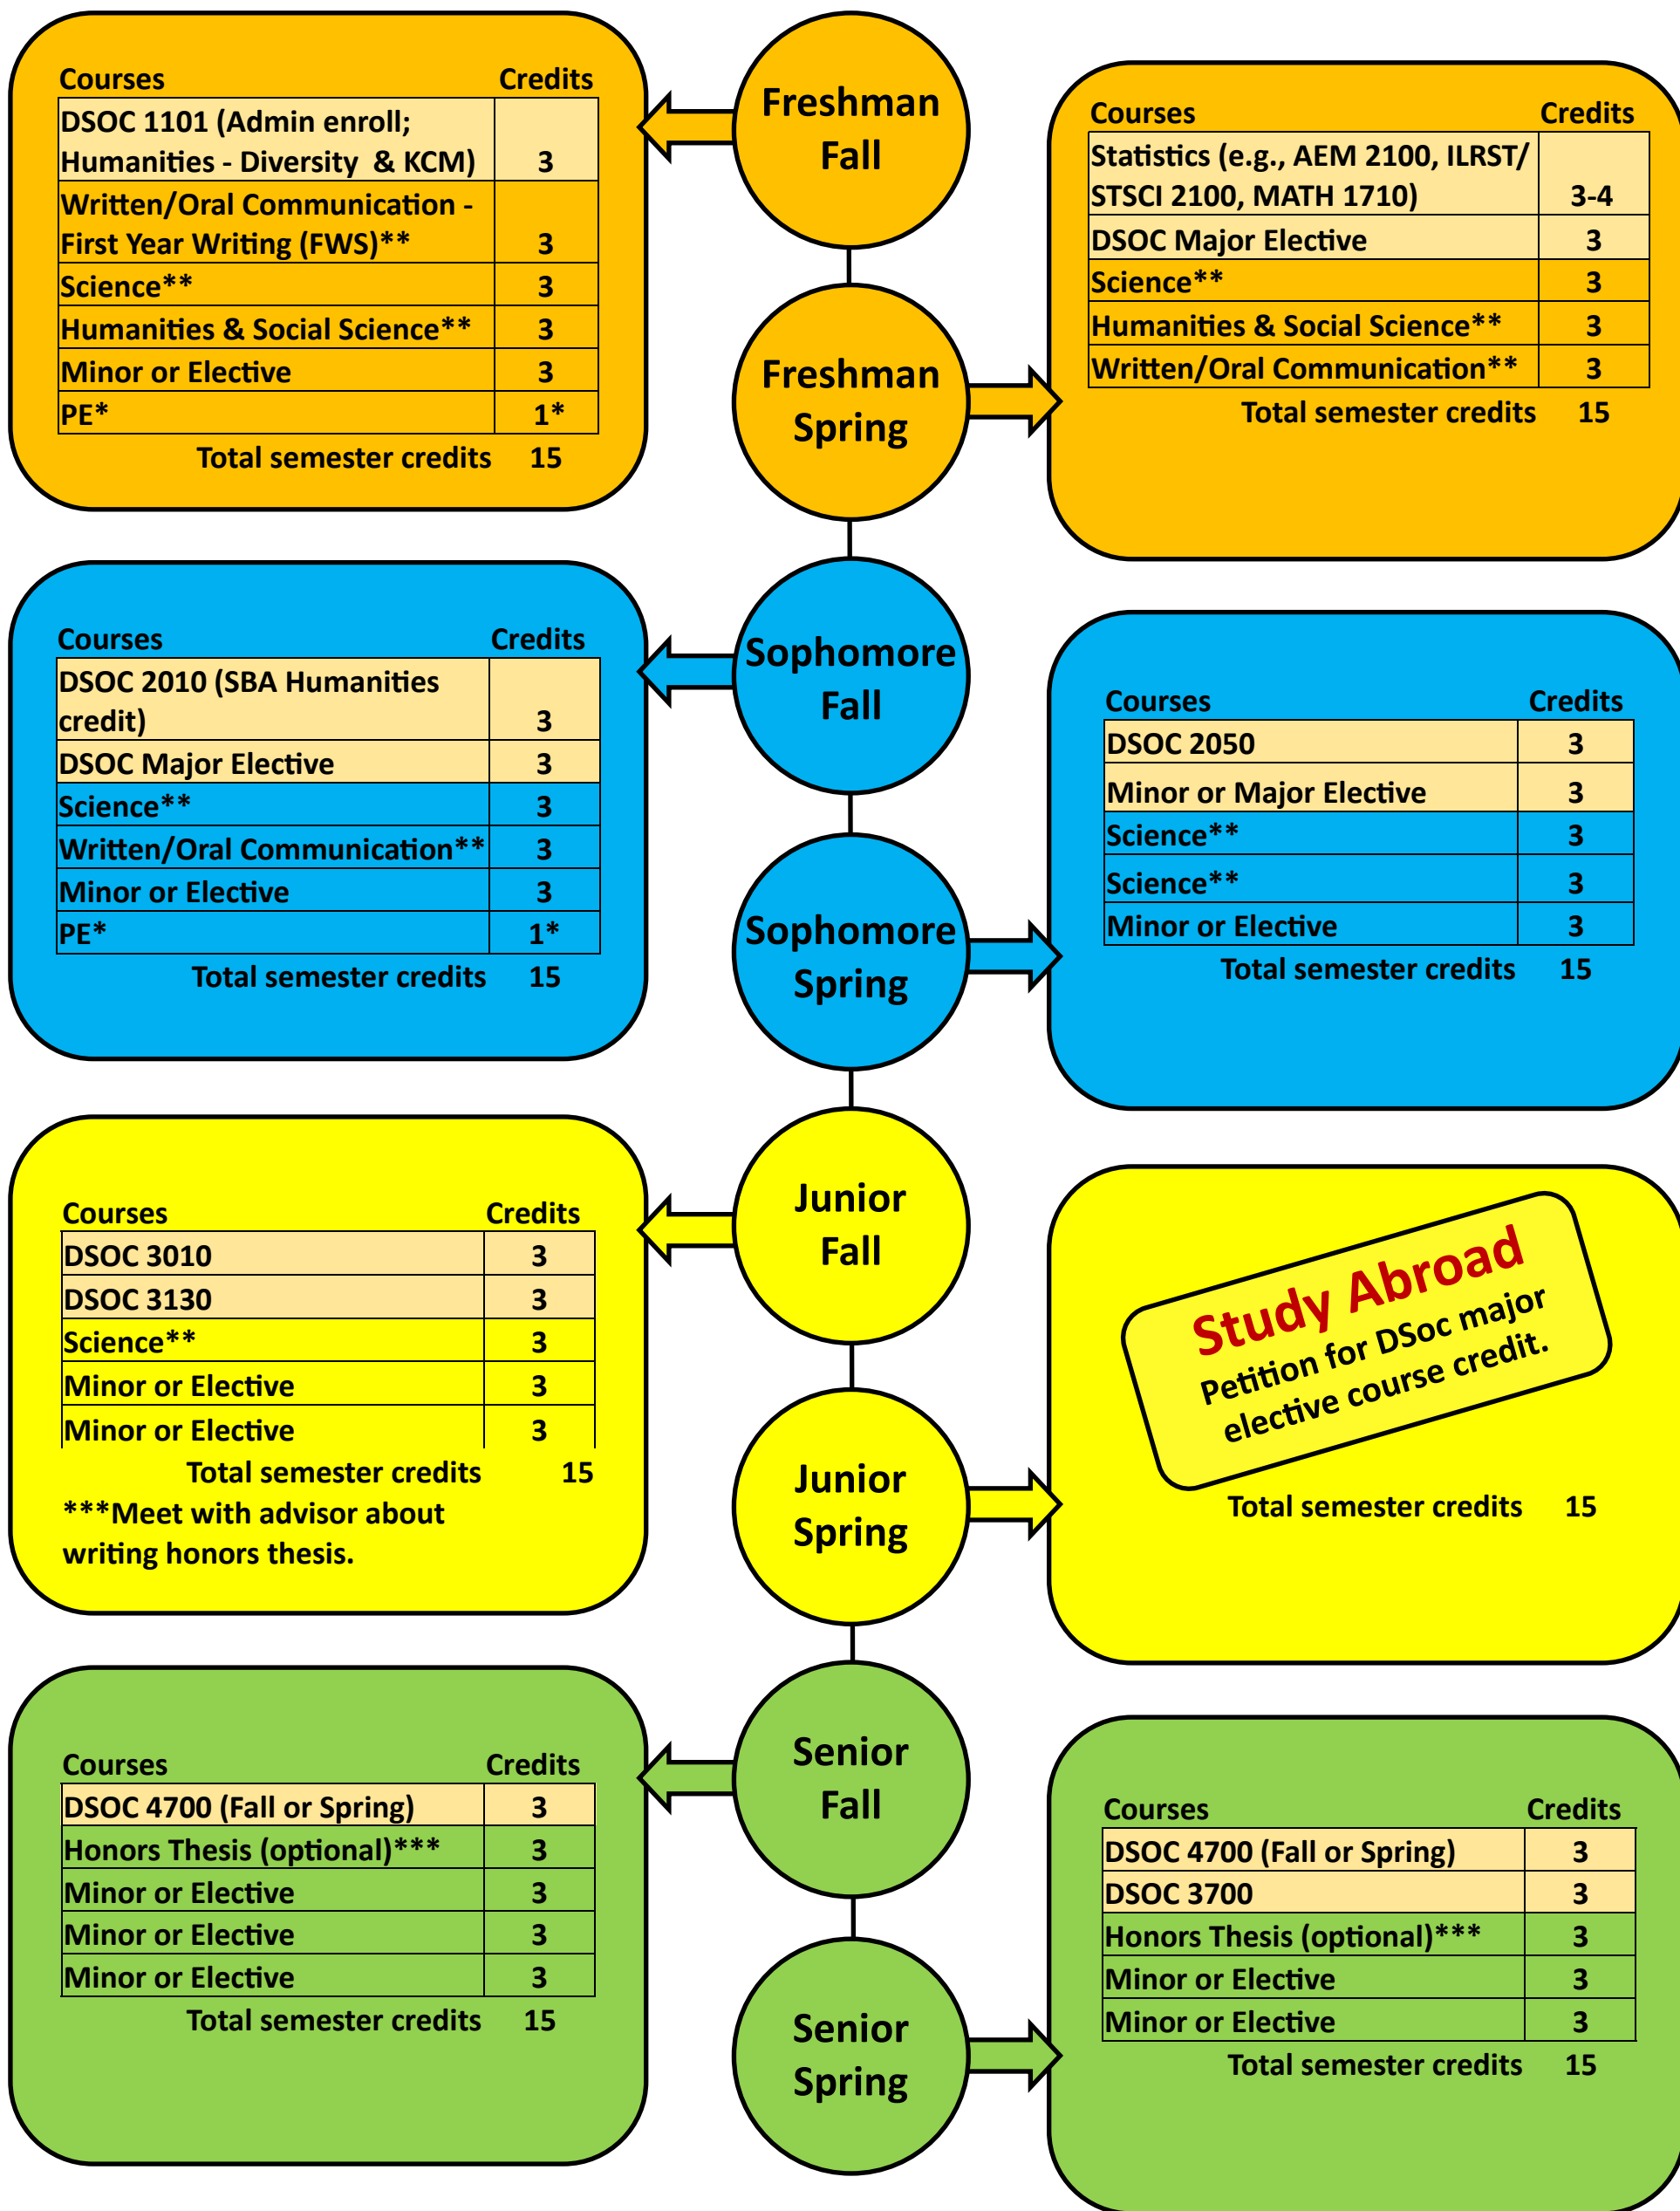 Freshman
Fall
Courses Credits
DSOC 1101 (Admin enroll;
Humanities - Diversity & KCM) 3
Written/Oral Communication -
First Year Writing (FWS)** 3
Science** 3
Humanities & Social Science** 3
Minor or Elective 3
PE* 1*
Total semester credits 15
Freshman
Spring
Courses Credits
Statistics (e.g., AEM 2100, ILRST/
STSCI 2100, MATH 1710) 3-4
DSOC Major Elective 3
Science** 3
Humanities & Social Science** 3
Written/Oral Communication** 3
Total semester credits 15
Sophomore
Fall
Courses Credits
DSOC 2010 (SBA Humanities
credit) 3
DSOC Major Elective 3
Science** 3
Written/Oral Communication** 3
Minor or Elective 3
PE* 1*
Total semester credits 15
Sophomore
Spring
Courses Credits
DSOC 2050 3
Minor or Major Elective 3
Science** 3
Science** 3
Minor or Elective 3
Total semester credits 15
Junior
Fall
Courses Credits
DSOC 3010 3
DSOC 3130 3
Science** 3
Minor or Elective 3
Minor or Elective 3
Total semester credits 15
***Meet with advisor about
writing honors thesis.
Junior
Spring
Study Abroad
Petition for DSoc major
elective course credit.
Total semester credits 15
Senior
Fall
Courses Credits
DSOC 4700 (Fall or Spring) 3
Honors Thesis (optional)*** 3
Minor or Elective 3
Minor or Elective 3
Minor or Elective 3
Total semester credits 15
Senior
Spring
Courses Credits
DSOC 4700 (Fall or Spring) 3
DSOC 3700 3
Honors Thesis (optional)*** 3
Minor or Elective 3
Minor or Elective 3
Total semester credits 15